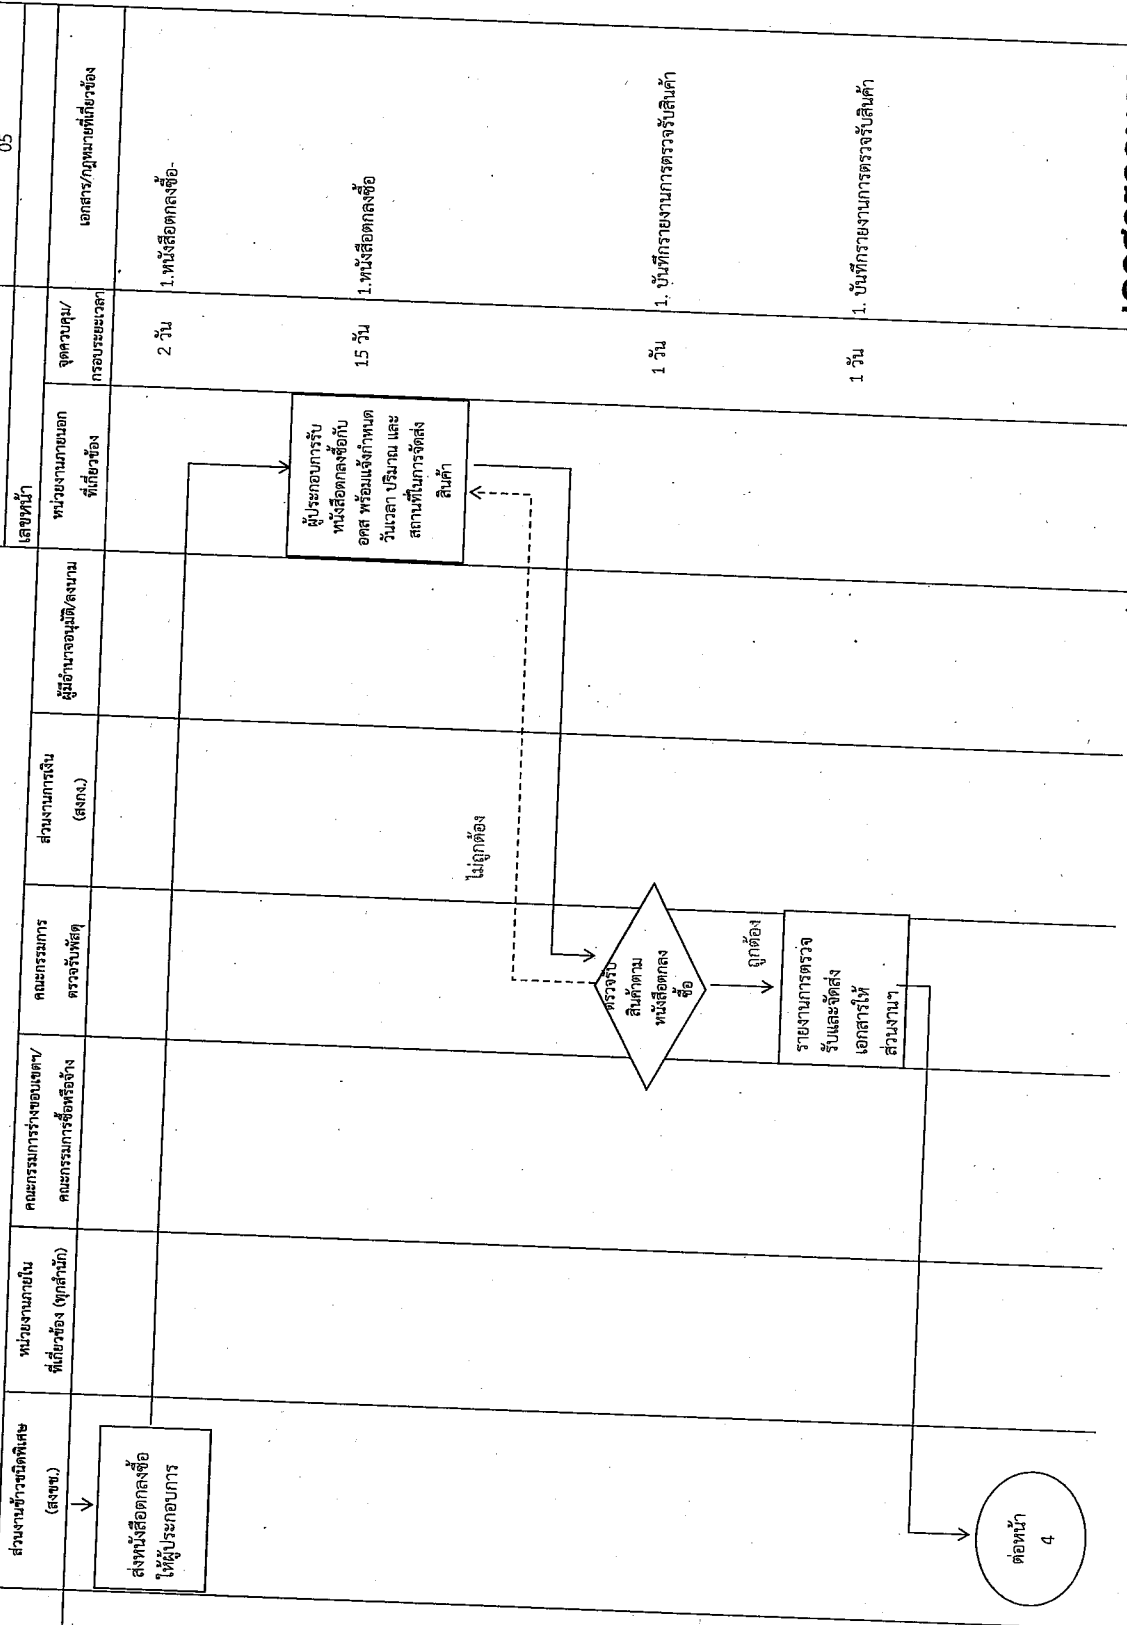 05
เลขหน้า
ส่วนงานข้าวชนิดพิเศษ
(สงขช.)
หน่วยงานภายใน
ที่เกี่ยวข้อง (ทุกสำนัก)
คณะกรรมการร่างขอบเขตฯ/
คณะกรรมการซื้อหรือจ้าง
คณะกรรมการ
ตรวจรับพัสดุ
ส่วนงานการเงิน
(สงกง.)
ผู้มีอำนาจอนุมัติ/ลงนาม
หน่วยงานภายนอก
ที่เกี่ยวข้อง
จุดควบคุม/
กรอบระยะเวลา
เอกสาร/กฎหมายที่เกี่ยวข้อง
ส่งหนังสือตกลงซื้อ
ให้ผู้ประกอบการ
2 วัน
1.หนังสือตกลงซื้อ-
ผู้ประกอบการรับ
หนังสือตกลงซื้อกับ
อคส พร้อมแจ้งกำหนด
วันเวลา ปริมาณ และ
สถานที่ในการจัดส่ง
สินค้า
15 วัน
1.หนังสือตกลงซื้อ
ไม่ถูกต้อง
ตรวจรับ
สินค้าตาม
หนังสือตกลง
ซื้อ
1 วัน
1. บันทึกรายงานการตรวจรับสินค้า
ถูกต้อง
รายงานการตรวจ
รับและจัดส่ง
เอกสารให้
ส่วนงานฯ
1 วัน
1. บันทึกรายงานการตรวจรับสินค้า
ต่อหน้า
4